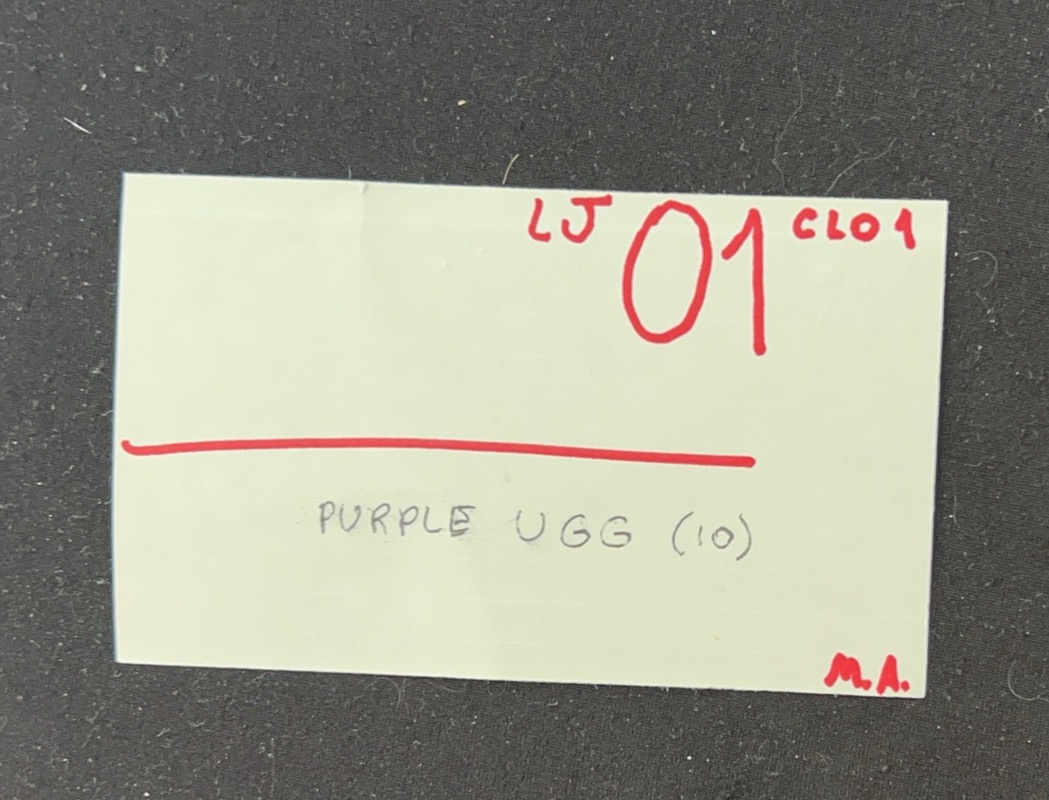 LJ 01 CL01
PURPLE UGG (10)
M.A.